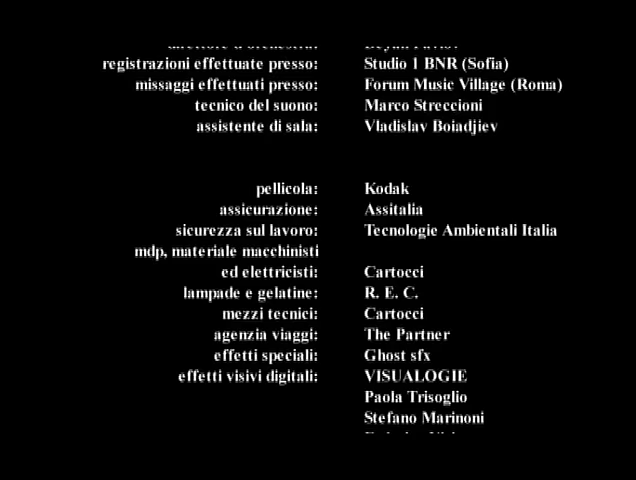 registrazioni effettuate presso: Studio 1 BNR (Sofia)
missaggi effettuati presso: Forum Music Village (Roma)
tecnico del suono: Marco Streccioni
assistente di sala: Vladislav Boiadjiev
pellicola: Kodak
assicurazione: Assitalia
sicurezza sul lavoro: Tecnologie Ambientali Italia
mdp, materiale macchinisti
ed elettricisti: Cartocci
lampade e gelatine: R. E. C.
mezzi tecnici: Cartocci
agenzia viaggi: The Partner
effetti speciali: Ghost sfx
effetti visivi digitali: VISUALOGIE
Paola Trisoglio
Stefano Marinoni